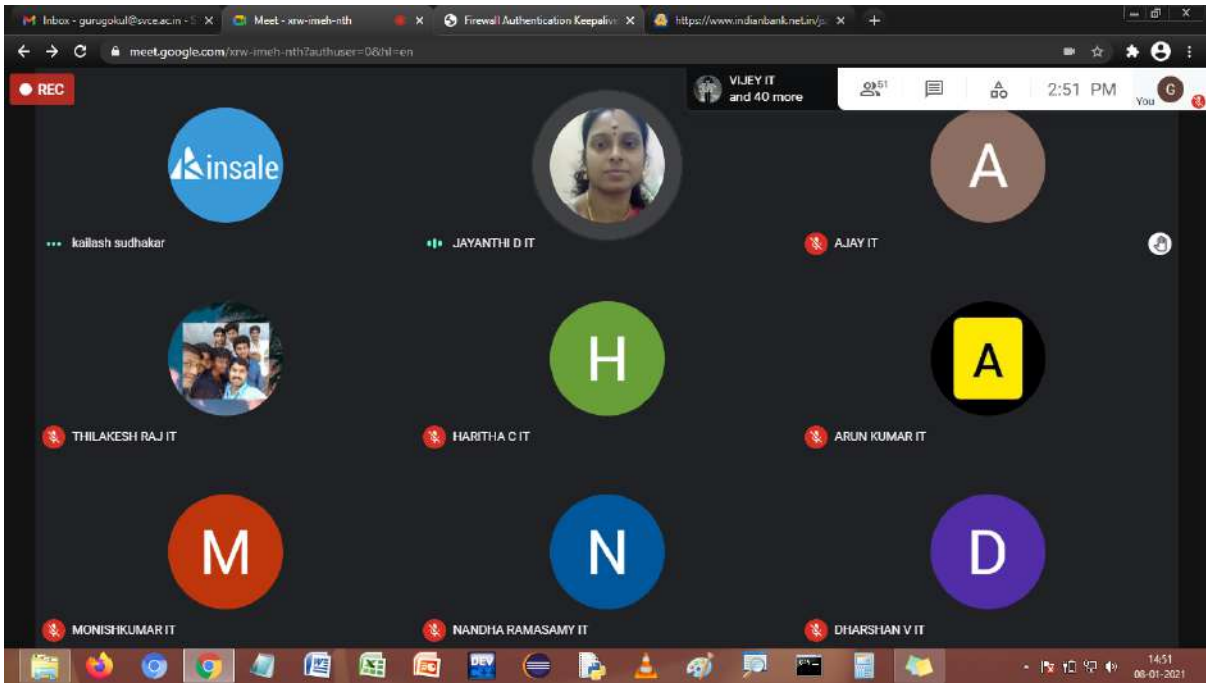 Inbox - gurugokul@svce.ac.in - S
Meet - xrw-imeh-nth
Firewall Authentication Keepalive
https://www.indianbank.net.in/
meet.google.com/xrw-imeh-nth?authuser=0&hl=en
REC
VIJEY IT
and 40 more
51
2:51 PM
You
G
insale
A
kailash sudhakar
JAYANTHI D IT
AJAY IT
H
A
THILAKESH RAJ IT
HARITHA C IT
ARUN KUMAR IT
M
N
D
MONISHKUMAR IT
NANDHA RAMASAMY IT
DHARSHAN V IT
DEV
14:51
08-01-2021